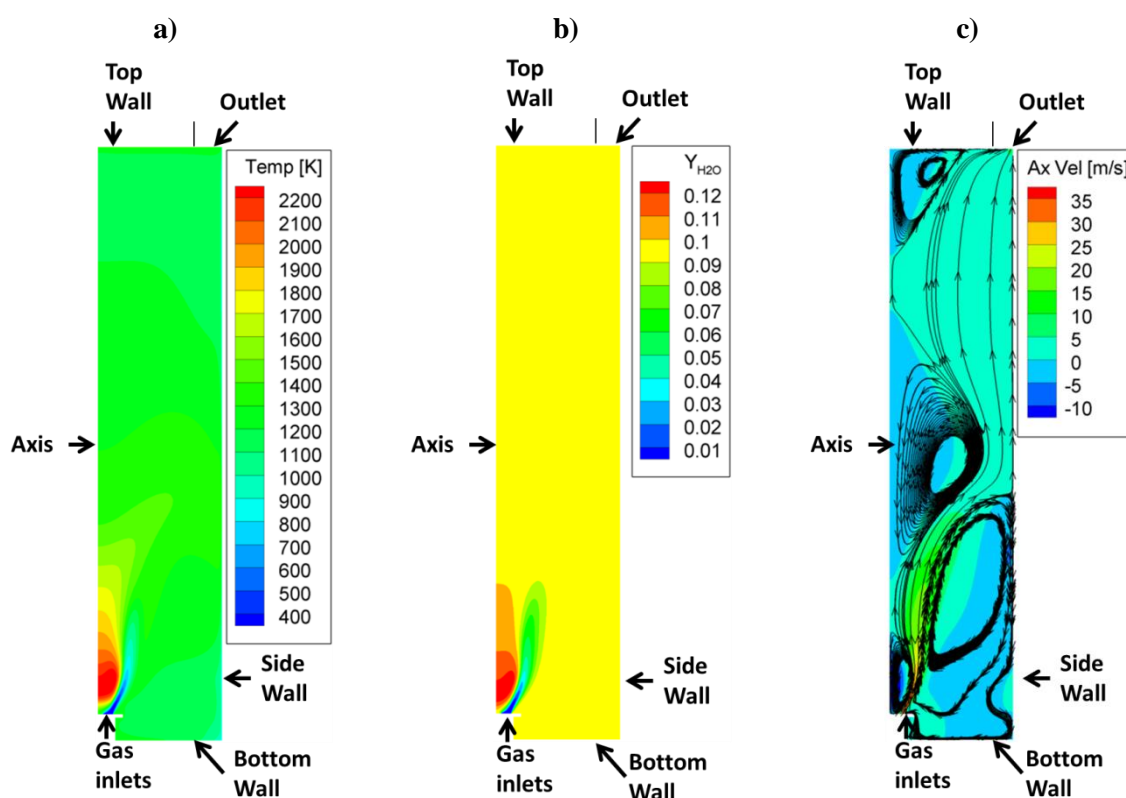 a)
b)
c)
Top
Wall
Outlet
Top
Wall
Outlet
Top
Wall
Outlet
Temp [K]
2200
2100
2000
1900
1800
1700
1600
1500
1400
1300
1200
1000
900
800
700
600
500
400
Y H2O
0.12
0.11
0.1
0.09
0.08
0.07
0.06
0.05
0.04
0.03
0.02
0.01
Ax Vel [m/s]
35
30
25
20
15
10
5
0
-5
-10
Axis
Axis
Axis
Side
Wall
Side
Wall
Side
Wall
Gas
inlets
Bottom
Wall
Gas
inlets
Bottom
Wall
Gas
inlets
Bottom
Wall